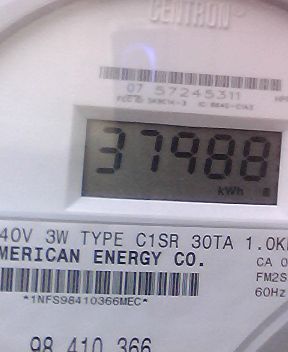 CENTRON®
07 57245311
37988
kWh
40V 3W TYPE C1SR 30TA 1.0K
MERICAN ENERGY CO.
CA 0
FM2S
60Hz
*1NFS98410366MEC*
98 410 366